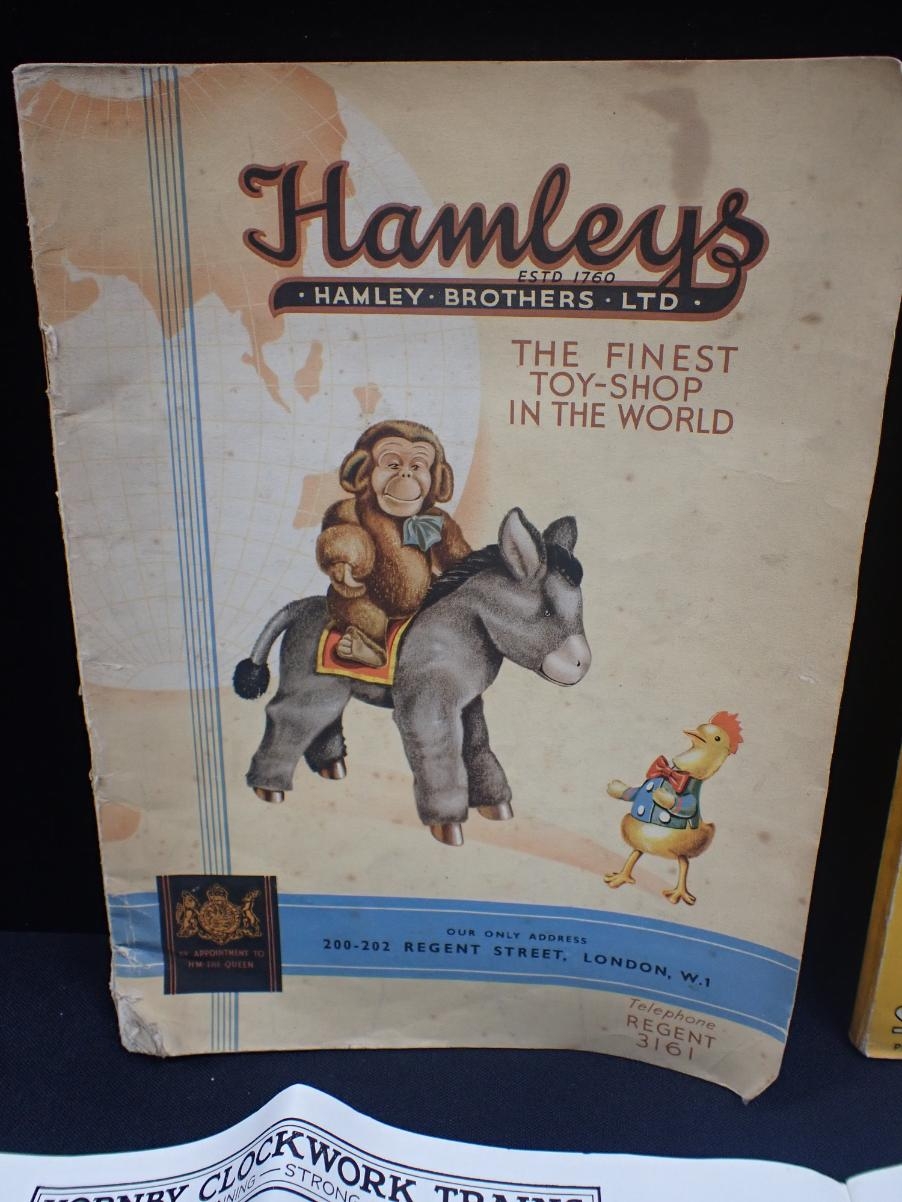 Hamleys
ESTD 1760
· HAMLEY · BROTHERS · LTD ·
THE FINEST
TOY-SHOP
IN THE WORLD
BY APPOINTMENT TO
H·M·THE·QUEEN
OUR ONLY ADDRESS
200-202 REGENT STREET, LONDON, W.1
Telephone
REGENT
3161
HORNBY CLOCKWORK TRAINS